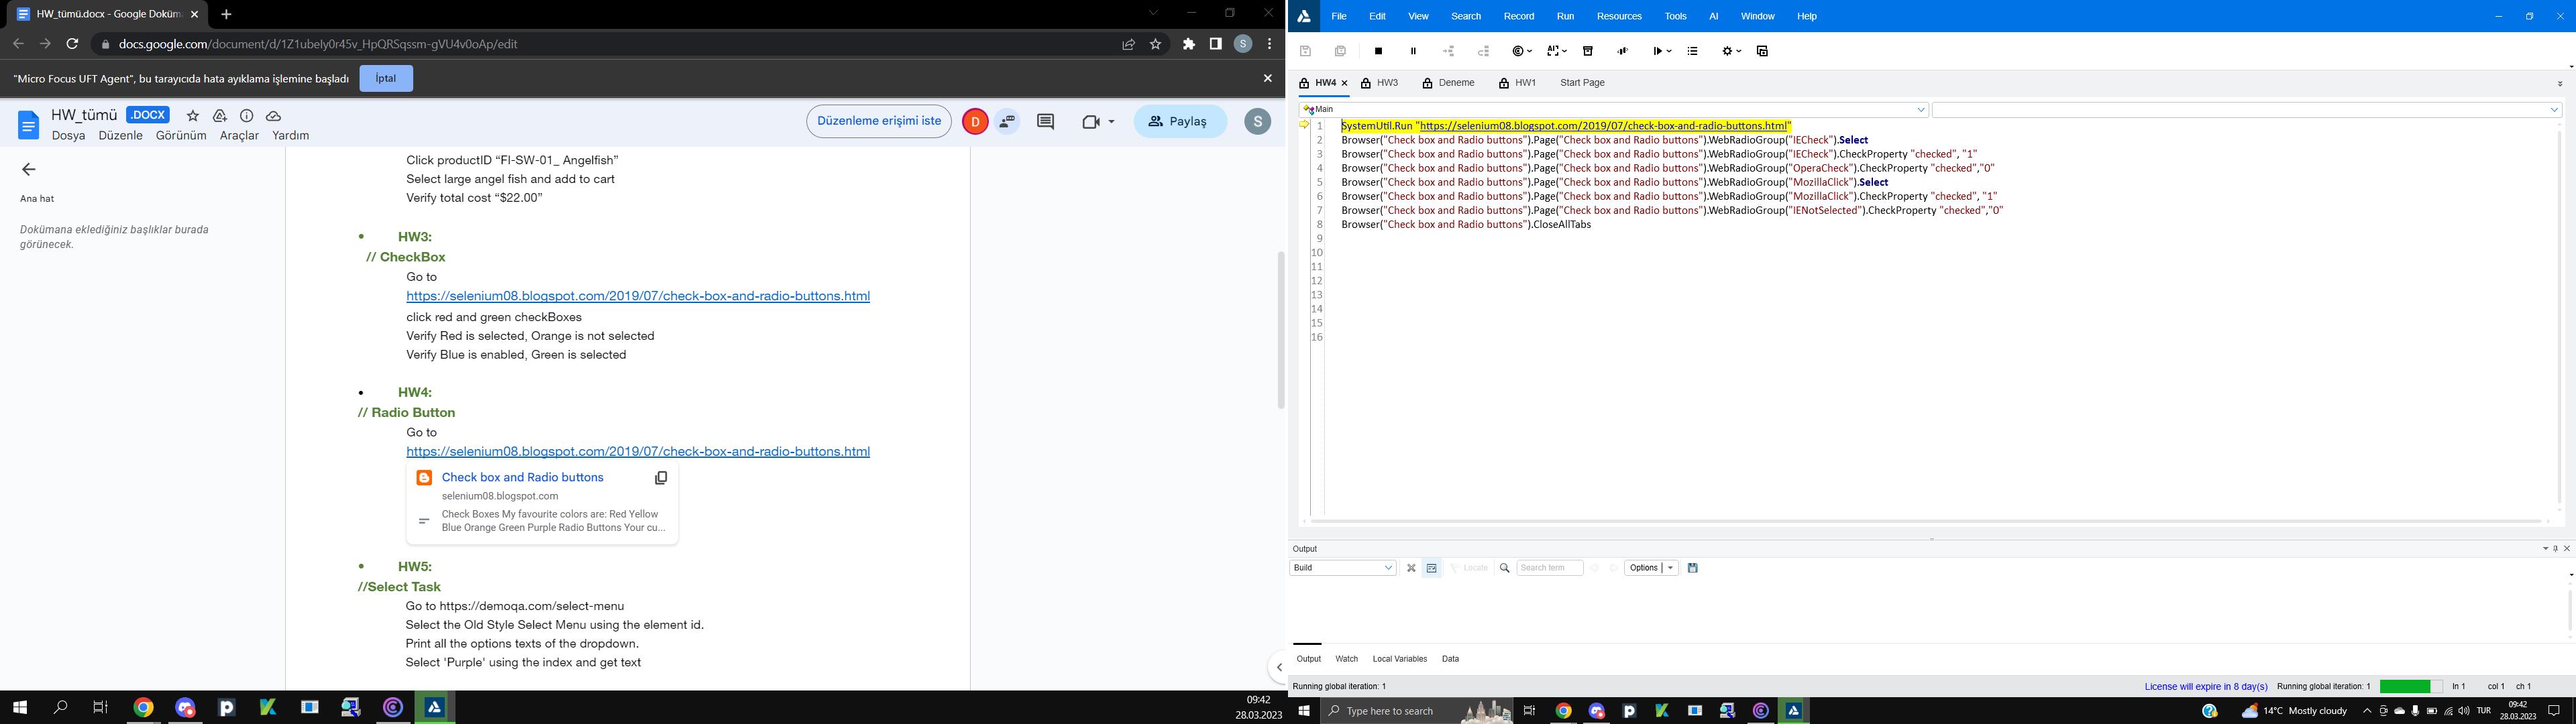 HW_tümü.docx - Google Doküm
docs.google.com/document/d/1Z1ubeIy0r45v_HpQRSqssm-gVU4v0oAp/edit
S
"Micro Focus UFT Agent", bu tarayıcıda hata ayıklama işlemine başladı
İptal
HW_tümü
.DOCX
Dosya Düzenle Görünüm Araçlar Yardım
Düzenleme erişimi iste
D
Paylaş
S
Ana hat
Dokümana eklediğiniz başlıklar burada
görünecek.
Click productID “FI-SW-01_ Angelfish”
Select large angel fish and add to cart
Verify total cost “$22.00”
• HW3:
// CheckBox
Go to
https://selenium08.blogspot.com/2019/07/check-box-and-radio-buttons.html
click red and green checkBoxes
Verify Red is selected, Orange is not selected
Verify Blue is enabled, Green is selected
• HW4:
// Radio Button
Go to
https://selenium08.blogspot.com/2019/07/check-box-and-radio-buttons.html
Check box and Radio buttons
selenium08.blogspot.com
Check Boxes My favourite colors are: Red Yellow
Blue Orange Green Purple Radio Buttons Your cu...
• HW5:
//Select Task
Go to https://demoqa.com/select-menu
Select the Old Style Select Menu using the element id.
Print all the options texts of the dropdown.
Select 'Purple' using the index and get text
09:42
28.03.2023
File Edit View Search Record Run Resources Tools AI Window Help
HW4 HW3 Deneme HW1 Start Page
Main
1 SystemUtil.Run "https://selenium08.blogspot.com/2019/07/check-box-and-radio-buttons.html"
2 Browser("Check box and Radio buttons").Page("Check box and Radio buttons").WebRadioGroup("IECheck").Select
3 Browser("Check box and Radio buttons").Page("Check box and Radio buttons").WebRadioGroup("IECheck").CheckProperty "checked", "1"
4 Browser("Check box and Radio buttons").Page("Check box and Radio buttons").WebRadioGroup("OperaCheck").CheckProperty "checked","0"
5 Browser("Check box and Radio buttons").Page("Check box and Radio buttons").WebRadioGroup("MozillaClick").Select
6 Browser("Check box and Radio buttons").Page("Check box and Radio buttons").WebRadioGroup("MozillaClick").CheckProperty "checked", "1"
7 Browser("Check box and Radio buttons").Page("Check box and Radio buttons").WebRadioGroup("IENotSelected").CheckProperty "checked","0"
8 Browser("Check box and Radio buttons").CloseAllTabs
9
10
11
12
13
14
15
16
Output
Build
Locate
Search term
Options
Output Watch Local Variables Data
Running global iteration: 1
License will expire in 8 day(s) Running global iteration: 1 ln 1 col 1 ch 1
Type here to search
14°C Mostly cloudy
TUR
09:42
28.03.2023